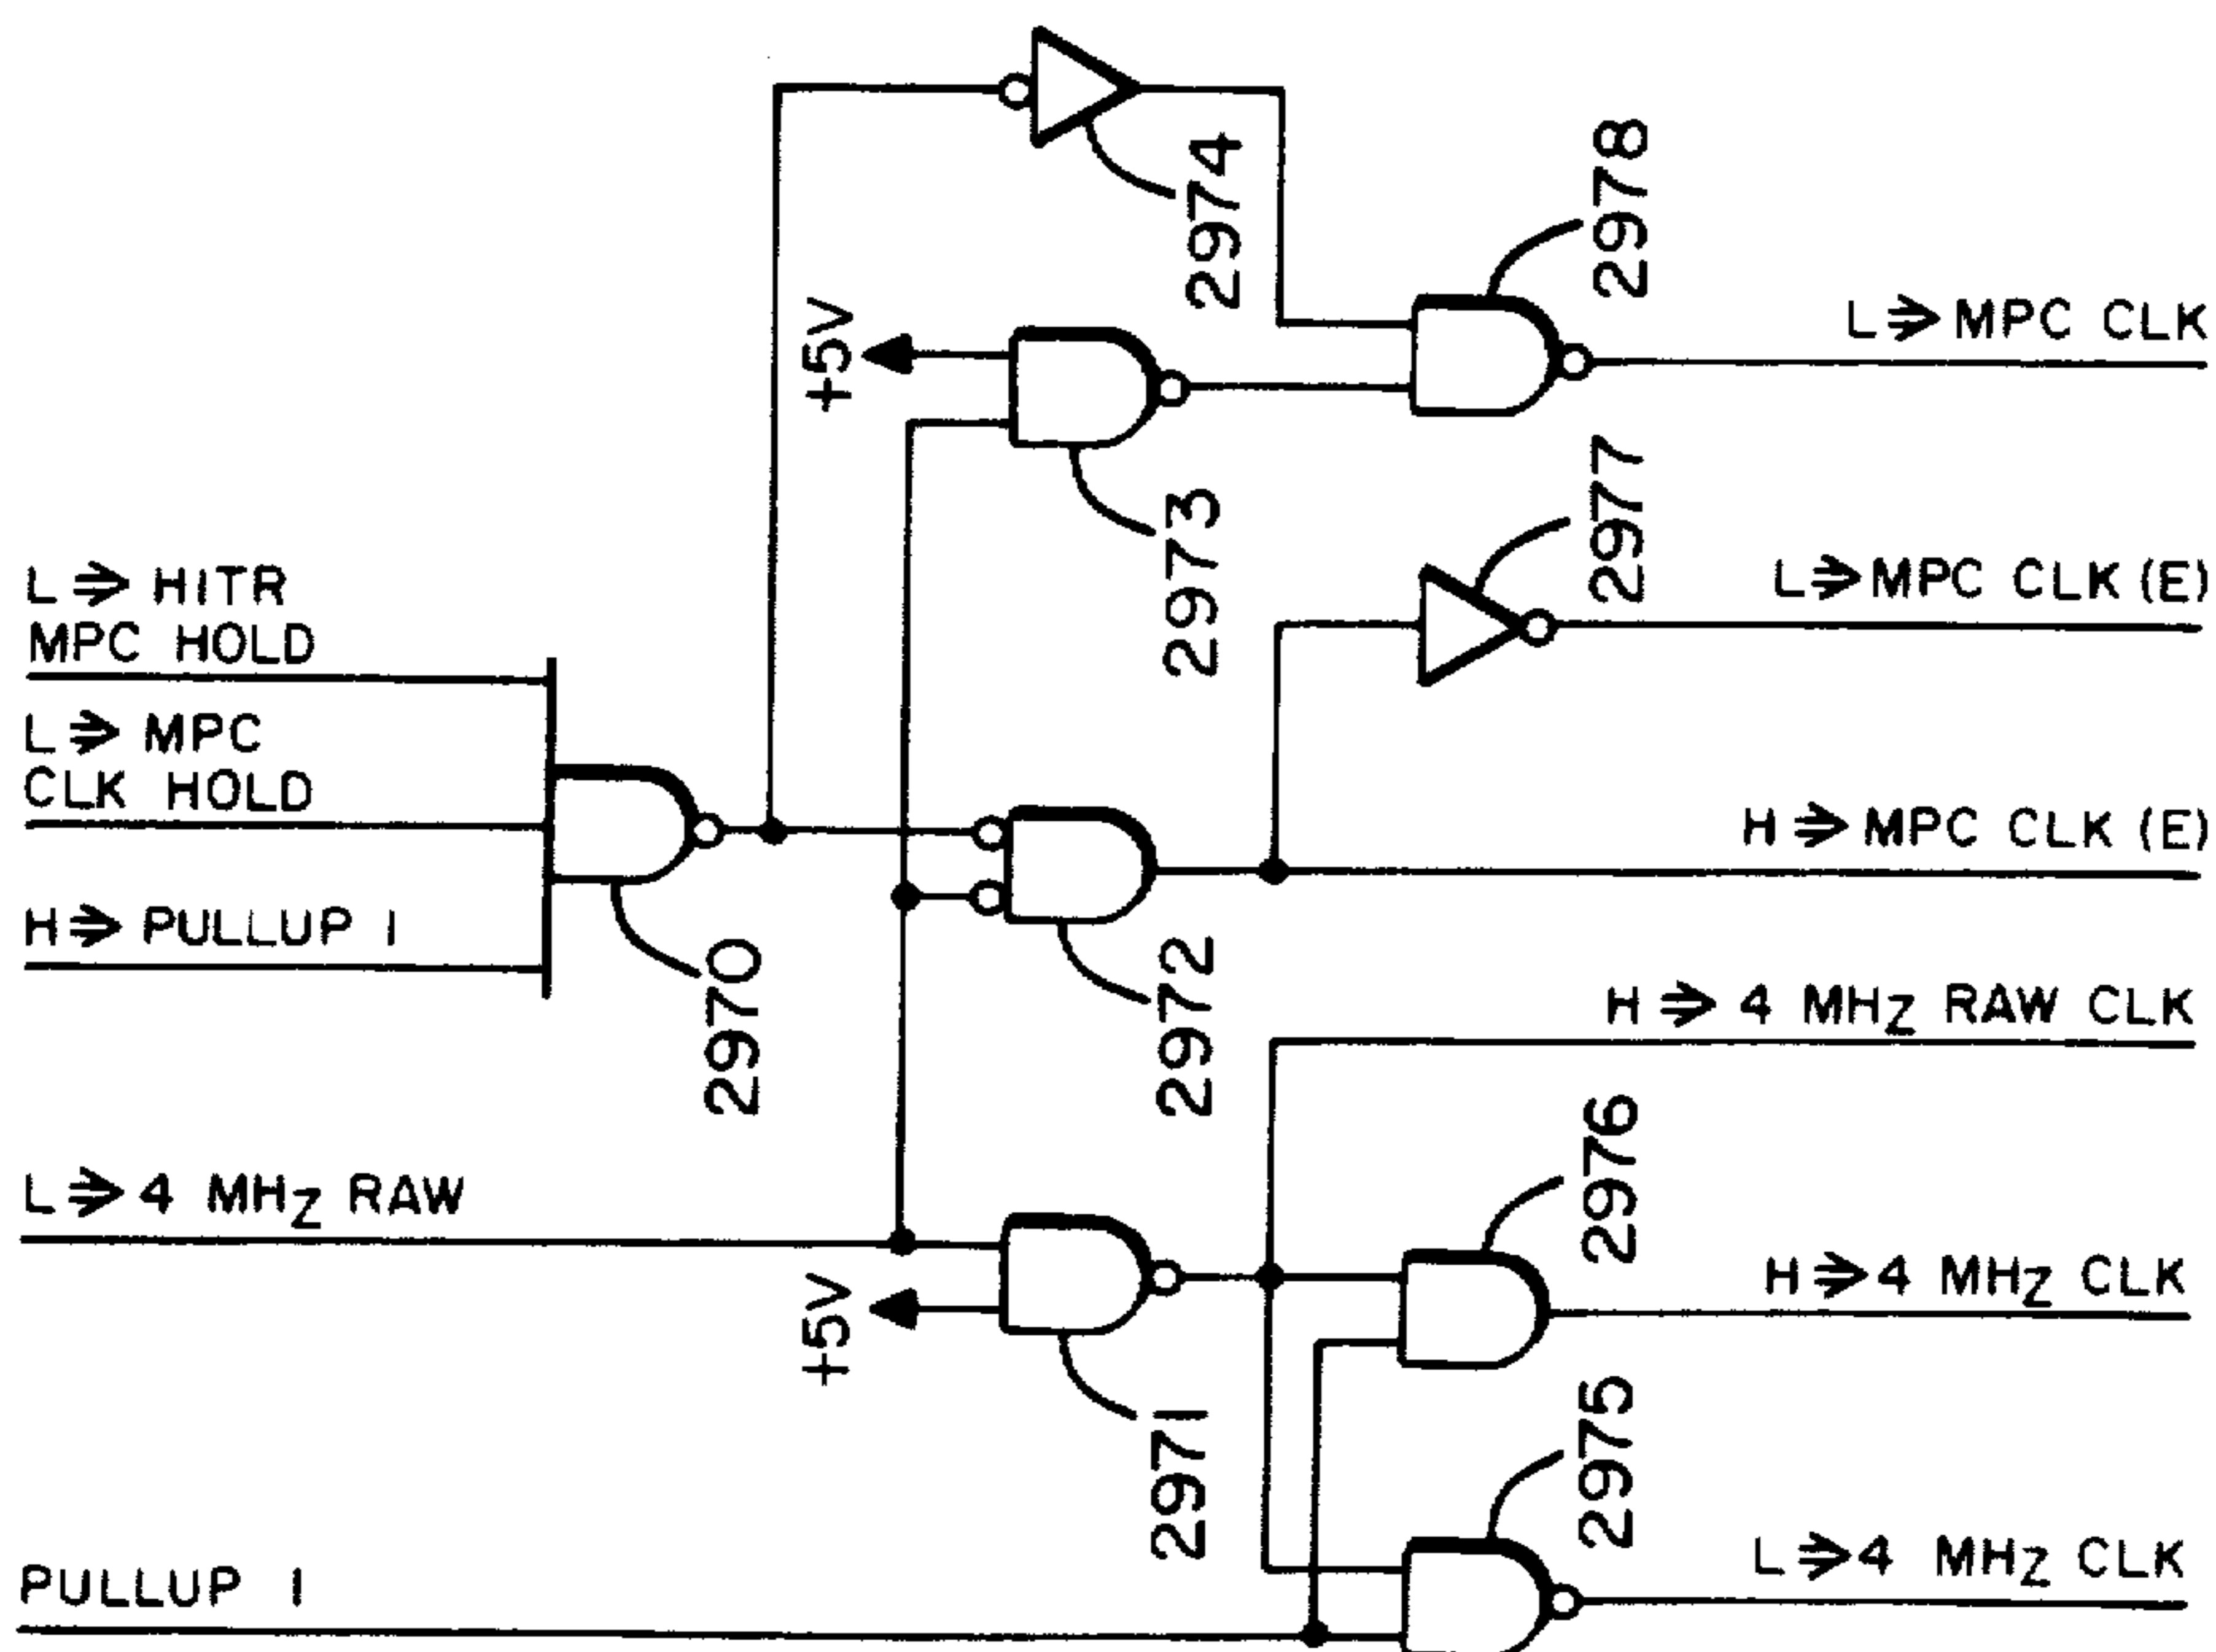 2974
2978
+5V
L ⇒ MPC CLK
2973
2977
L ⇒ HITR
MPC HOLD
L ⇒ MPC CLK (E)
L ⇒ MPC
CLK HOLD
H ⇒ MPC CLK (E)
H ⇒ PULLUP 1
2970
2972
H ⇒ 4 MHZ RAW CLK
2976
L ⇒ 4 MHZ RAW
H ⇒ 4 MHZ CLK
+5V
2971
2975
L ⇒ 4 MHZ CLK
PULLUP 1